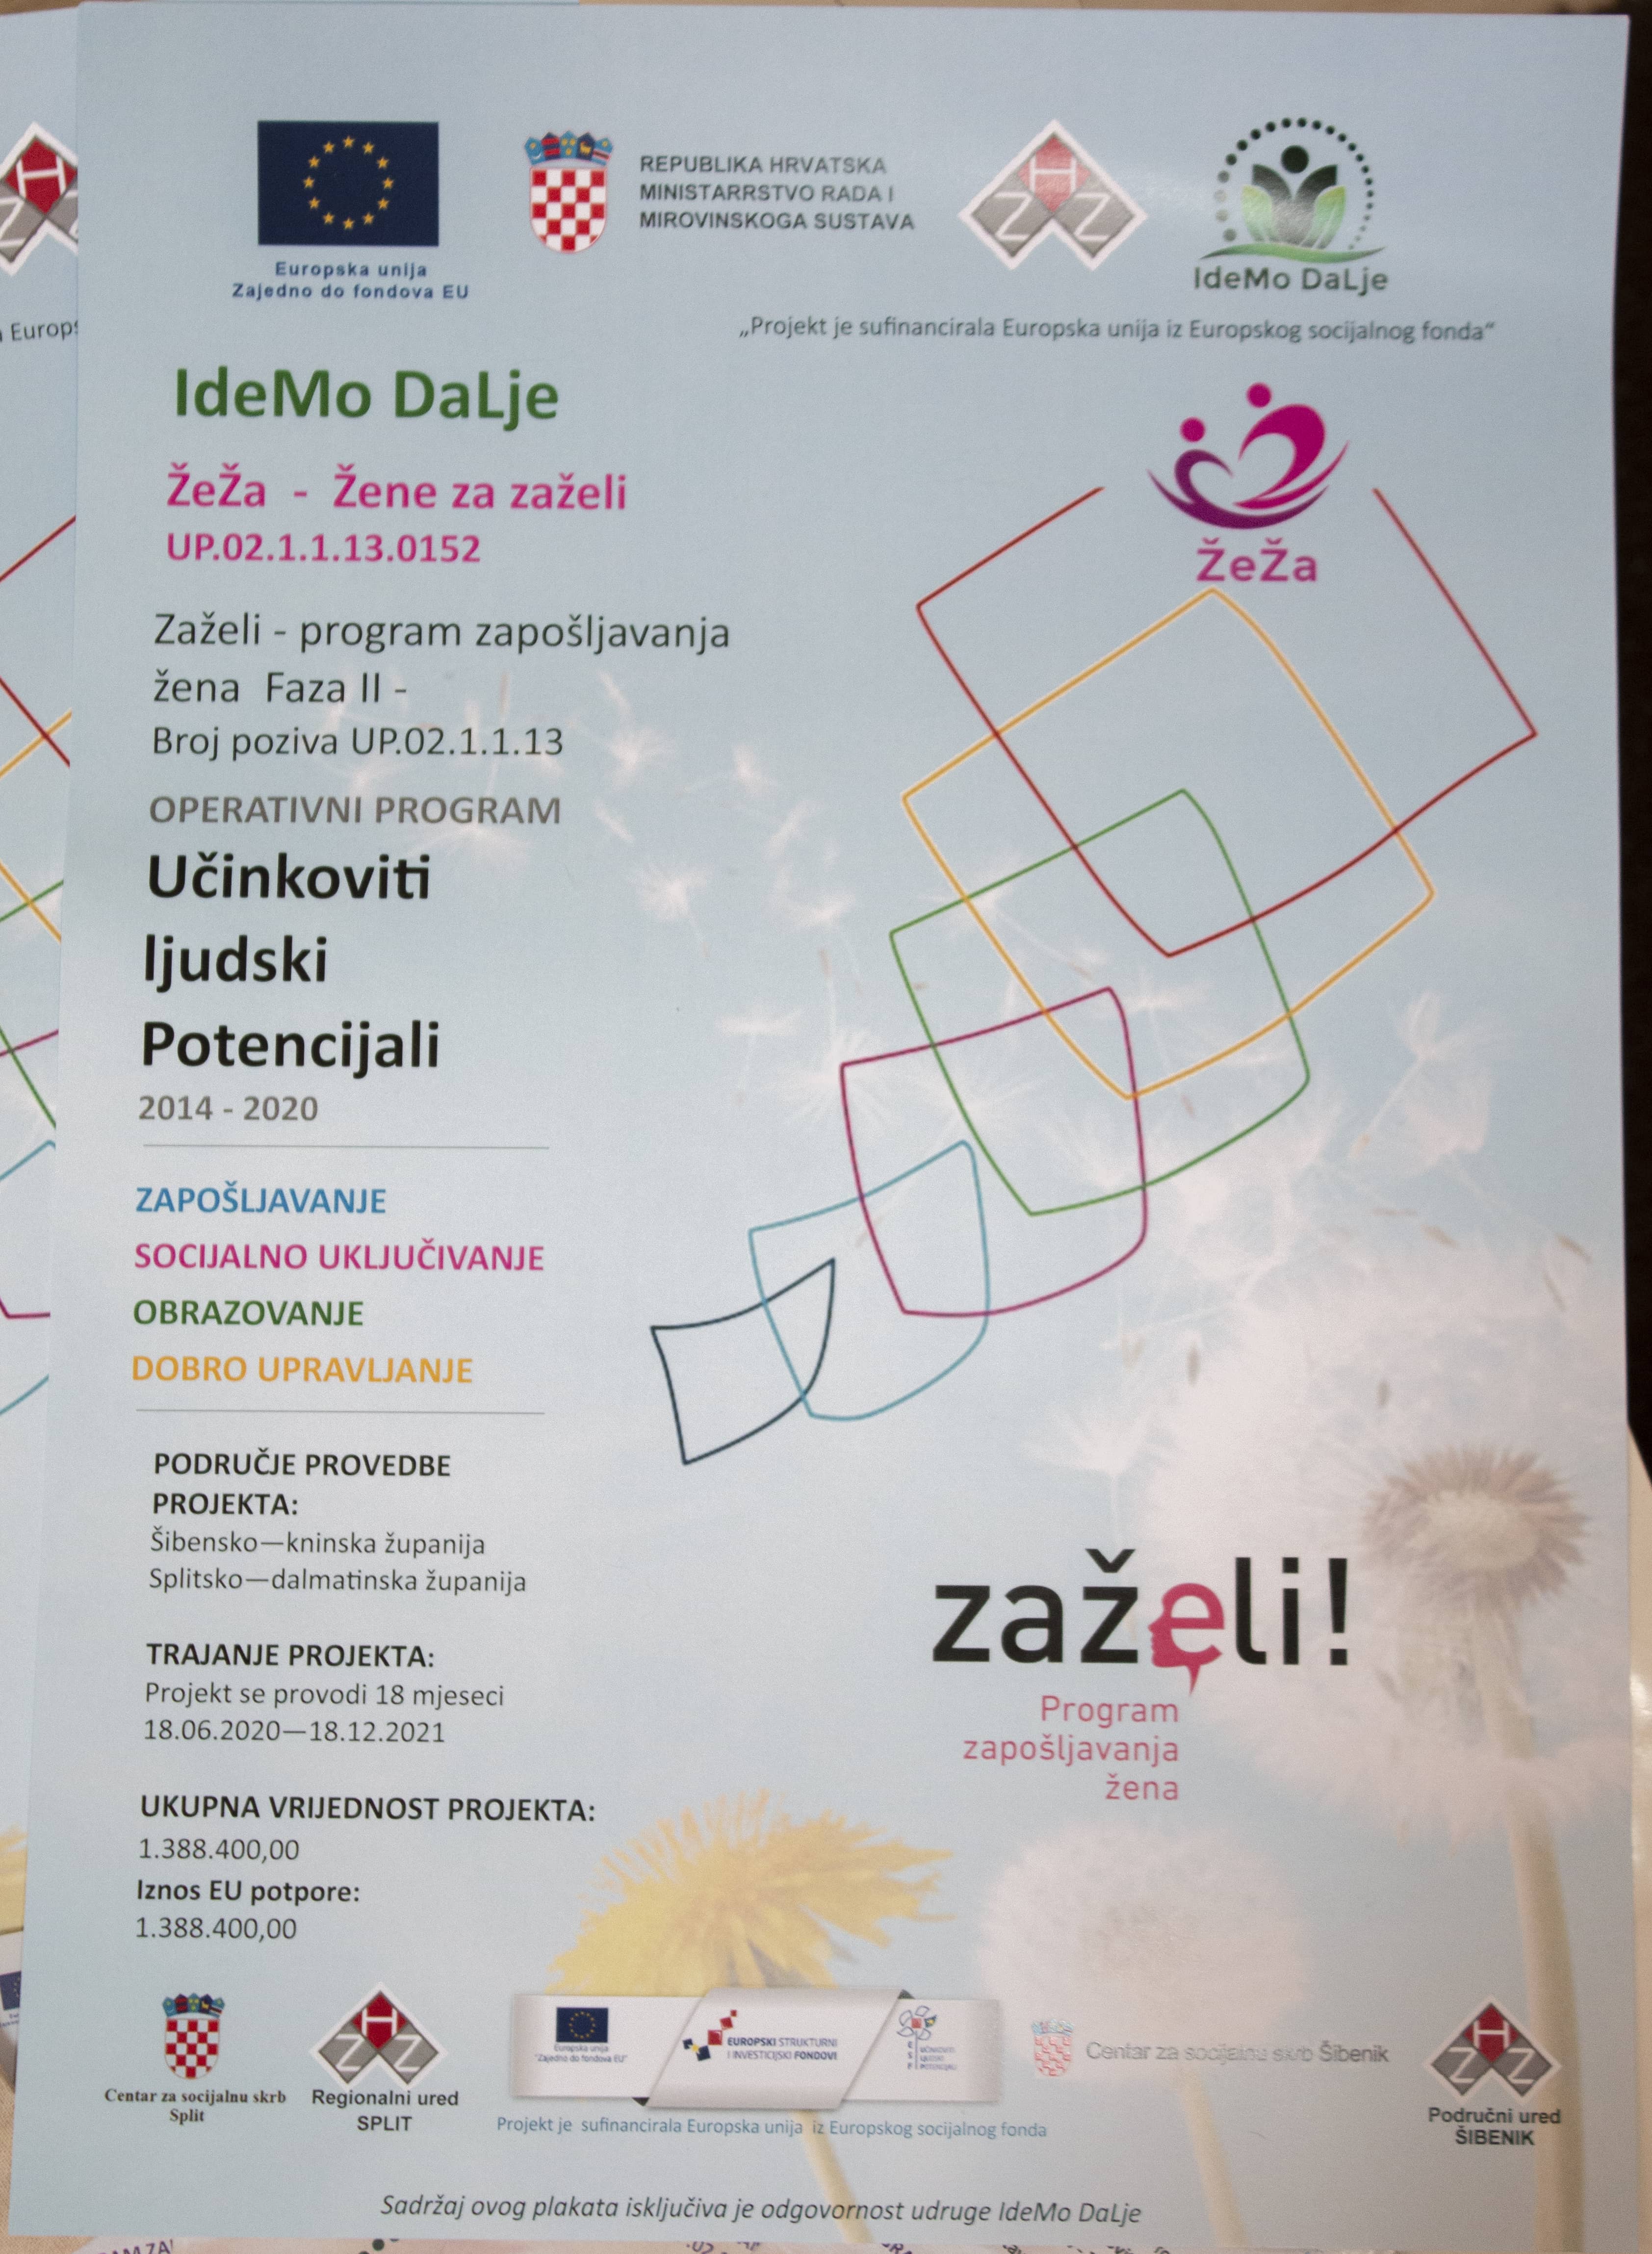 Europska unija
Zajedno do fondova EU
REPUBLIKA HRVATSKA
MINISTARRSTVO RADA I
MIROVINSKOGA SUSTAVA
H
Z Z
IdeMo DaLje
„Projekt je sufinancirala Europska unija iz Europskog socijalnog fonda“
IdeMo DaLje
ŽeŽa - Žene za zaželi
UP.02.1.1.13.0152
ŽeŽa
Zaželi - program zapošljavanja
žena Faza II -
Broj poziva UP.02.1.1.13
OPERATIVNI PROGRAM
Učinkoviti
ljudski
Potencijali
2014 - 2020
ZAPOŠLJAVANJE
SOCIJALNO UKLJUČIVANJE
OBRAZOVANJE
DOBRO UPRAVLJANJE
PODRUČJE PROVEDBE
PROJEKTA:
Šibensko—kninska županija
Splitsko—dalmatinska županija
TRAJANJE PROJEKTA:
Projekt se provodi 18 mjeseci
18.06.2020—18.12.2021
zaželi!
Program
zapošljavanja
žena
UKUPNA VRIJEDNOST PROJEKTA:
1.388.400,00
Iznos EU potpore:
1.388.400,00
Centar za socijalnu skrb
Split
H
Z Z
Regionalni ured
SPLIT
Europska unija
"Zajedno do fondova EU"
EUROPSKI STRUKTURNI
I INVESTICIJSKI FONDOVI
Projekt je sufinancirala Europska unija iz Europskog socijalnog fonda
Centar za socijalnu skrb Šibenik
H
Z Z
Područni ured
ŠIBENIK
Sadržaj ovog plakata isključiva je odgovornost udruge IdeMo DaLje